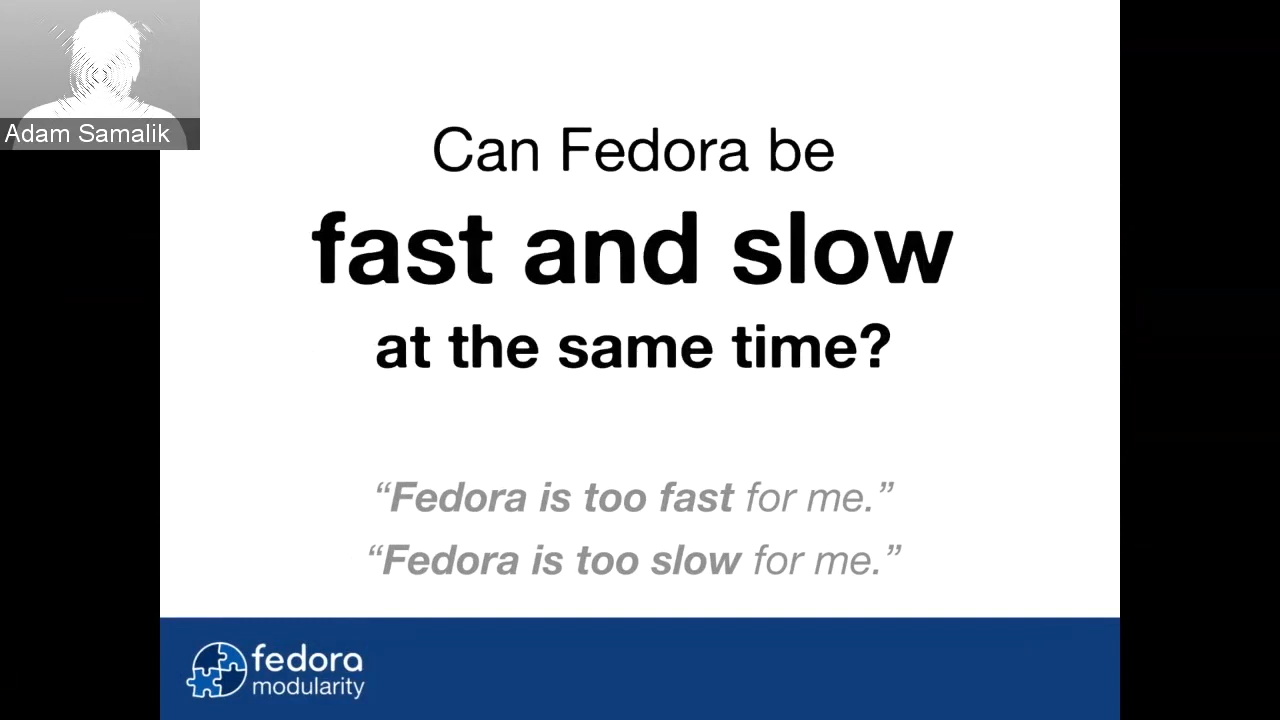 Adam Samalik
Can Fedora be
fast and slow
at the same time?
“Fedora is too fast for me.”
“Fedora is too slow for me.”
fedora
modularity